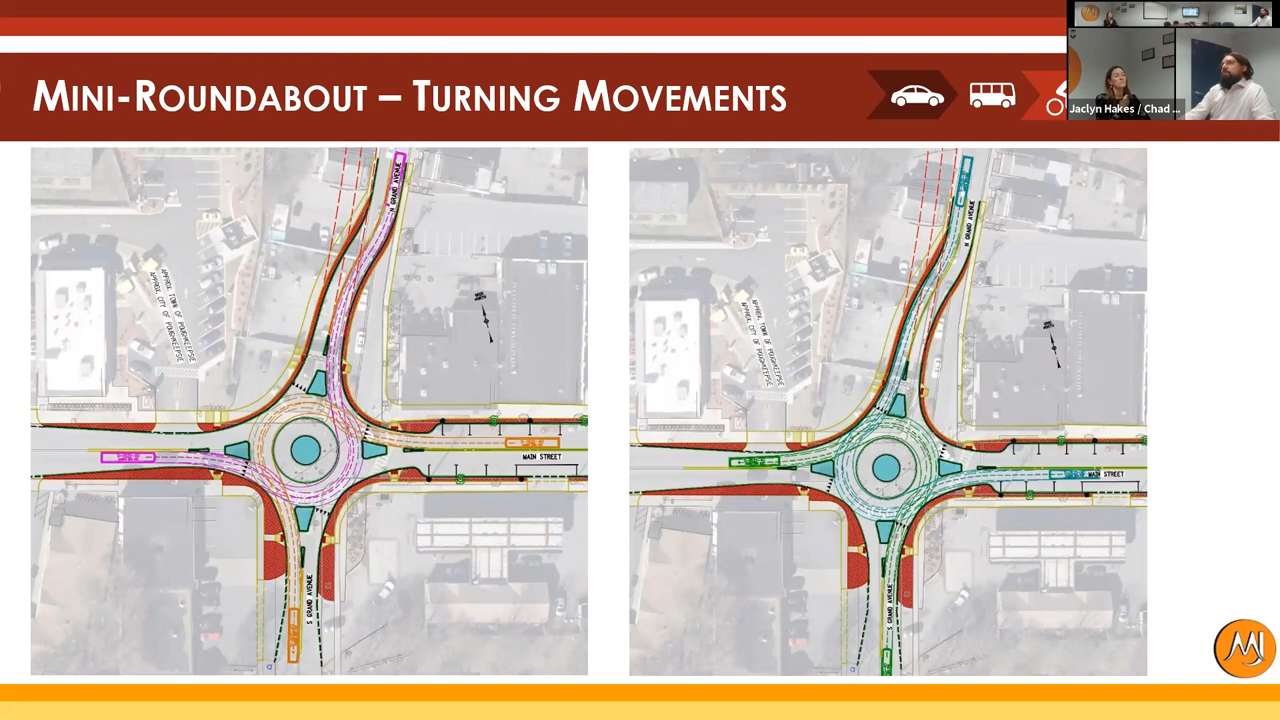 MINI-ROUNDABOUT – TURNING MOVEMENTS
Jaclyn Hakes / Chad ...
N GRAND AVENUE
APPROX. TOWN OF POUGHKEEPSIE
APPROX. CITY OF POUGHKEEPSIE
MAIN STREET
S GRAND AVENUE
N GRAND AVENUE
APPROX. TOWN OF POUGHKEEPSIE
APPROX. CITY OF POUGHKEEPSIE
MAIN STREET
S GRAND AVENUE
MJ